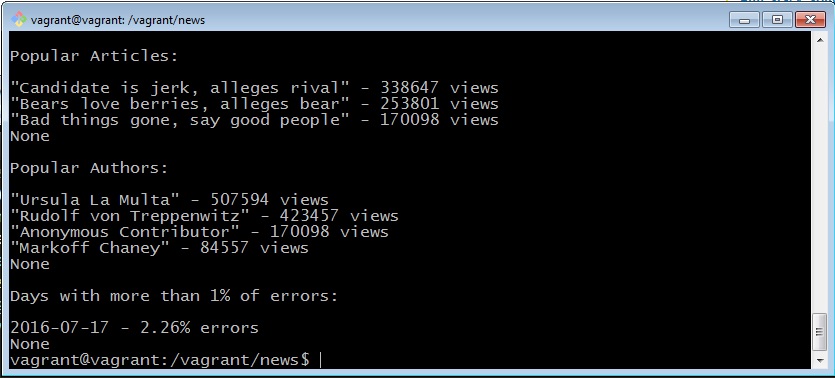 vagrant@vagrant: /vagrant/news
Popular Articles:
"Candidate is jerk, alleges rival" - 338647 views
"Bears love berries, alleges bear" - 253801 views
"Bad things gone, say good people" - 170098 views
None
Popular Authors:
"Ursula La Multa" - 507594 views
"Rudolf von Treppenwitz" - 423457 views
"Anonymous Contributor" - 170098 views
"Markoff Chaney" - 84557 views
None
Days with more than 1% of errors:
2016-07-17 - 2.26% errors
None
vagrant@vagrant:/vagrant/news$